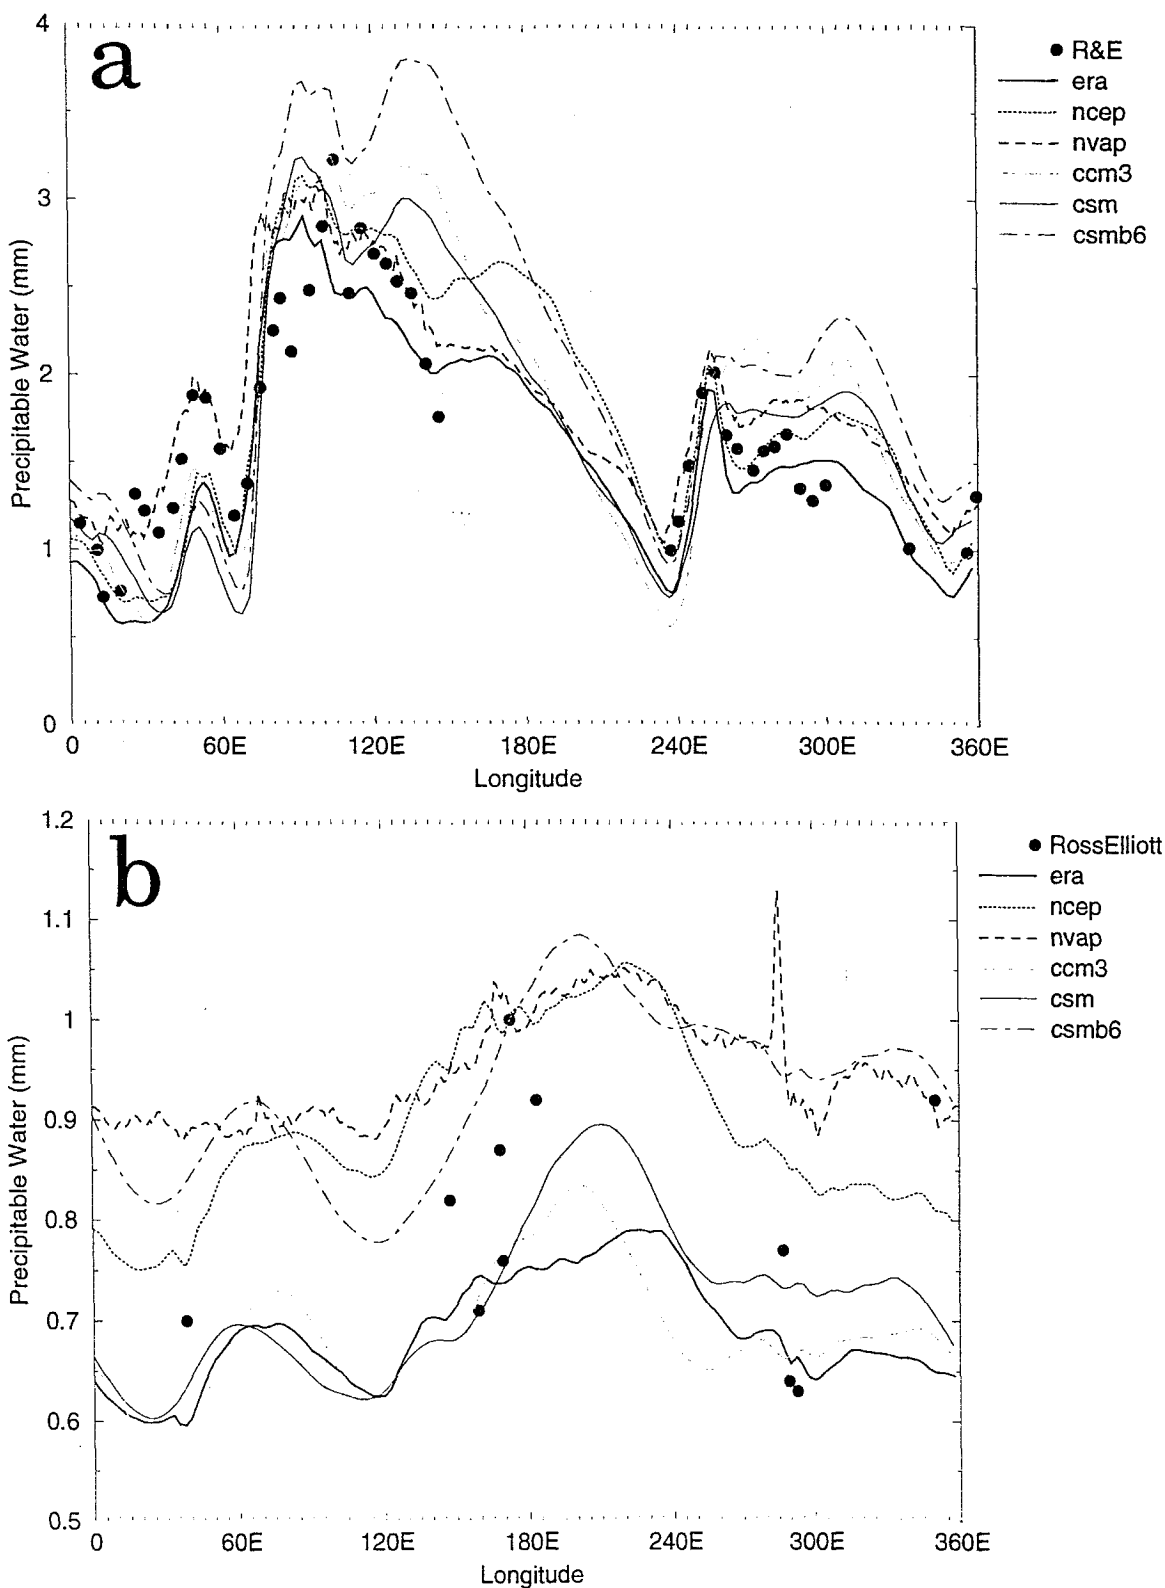 4
a
R&E
era
ncep
nvap
ccm3
csm
csmb6
3
2
1
0
Precipitable Water (mm)
0 60E 120E 180E 240E 300E 360E
Longitude
1.2
b
RossElliott
era
ncep
nvap
ccm3
csm
csmb6
1.1
1
0.9
0.8
0.7
0.6
0.5
Precipitable Water (mm)
0 60E 120E 180E 240E 300E 360E
Longitude